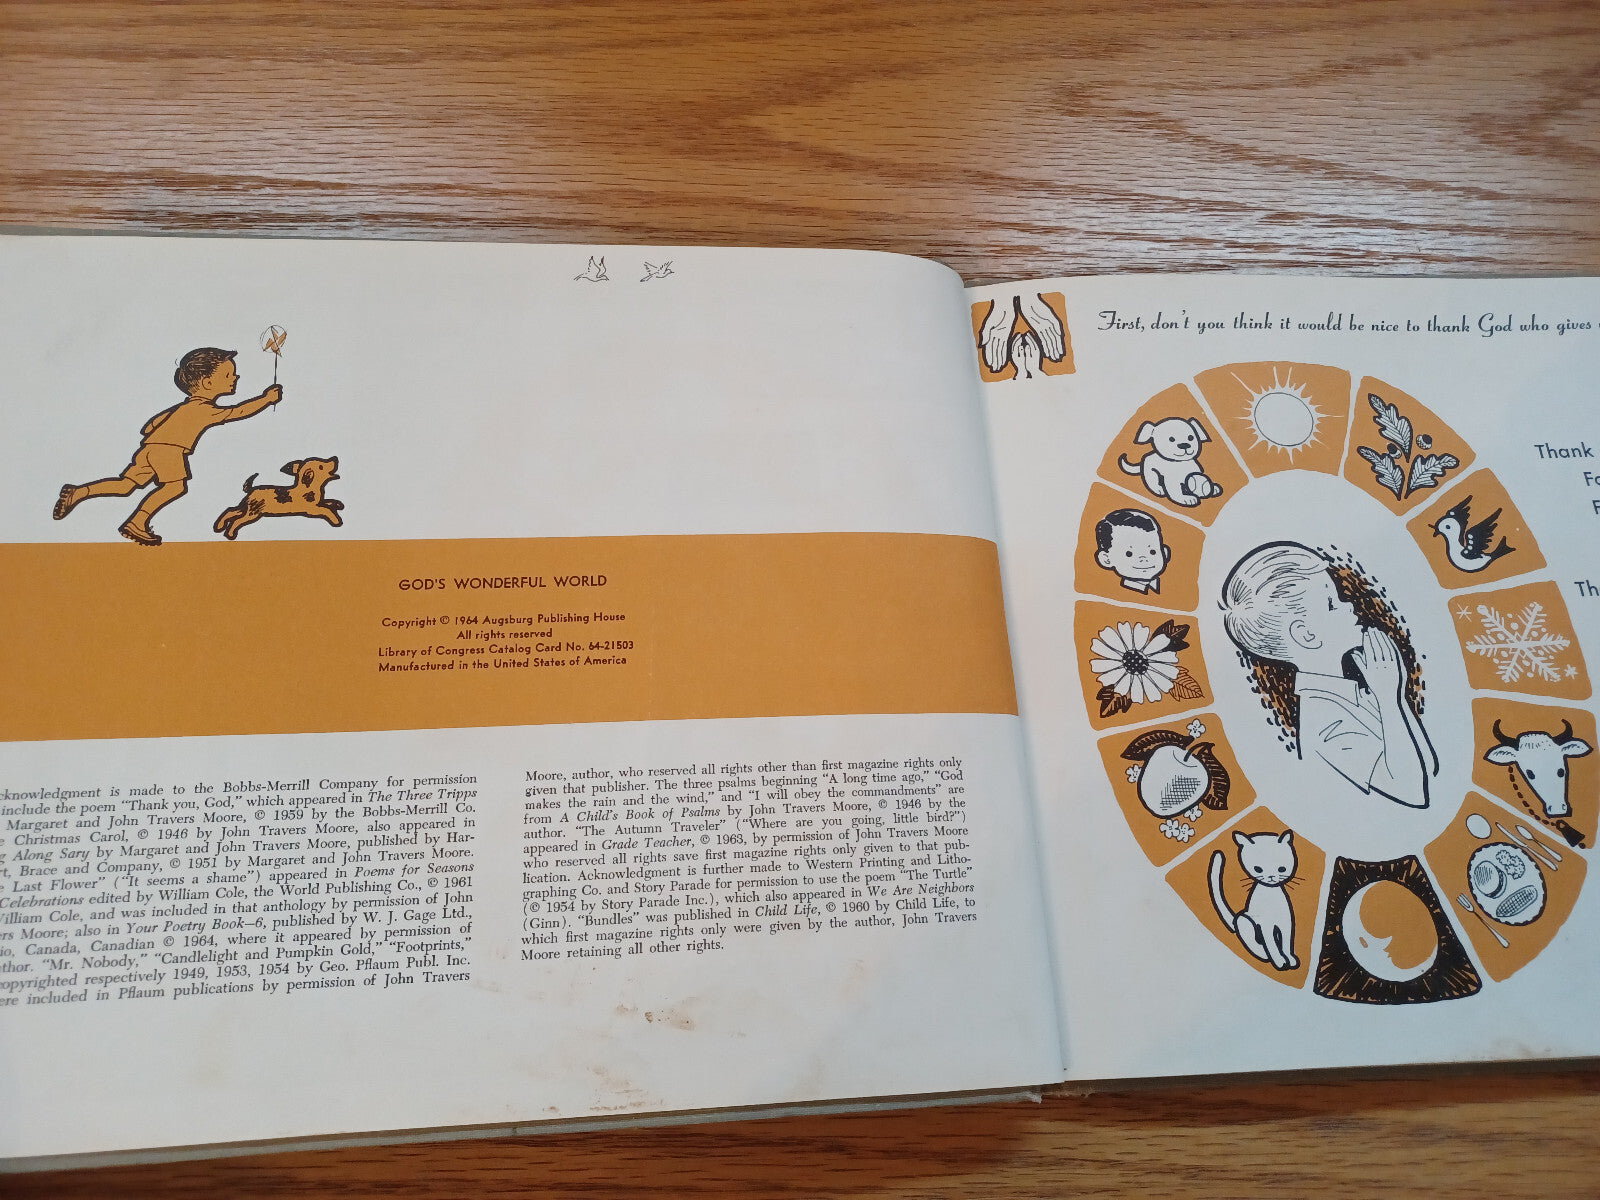 GOD'S WONDERFUL WORLD
Copyright © 1964 Augsburg Publishing House
All rights reserved
Library of Congress Catalog Card No. 64-21503
Manufactured in the United States of America
cknowledgment is made to the Bobbs-Merrill Company for permission
include the poem “Thank you, God,” which appeared in The Three Tripps
Margaret and John Travers Moore, © 1959 by the Bobbs-Merrill Co.
e Christmas Carol, © 1946 by John Travers Moore, also appeared in
g Along Sary by Margaret and John Travers Moore, published by Har-
rt, Brace and Company, © 1951 by Margaret and John Travers Moore.
e Last Flower” (“It seems a shame”) appeared in Poems for Seasons
Celebrations edited by William Cole, the World Publishing Co., © 1961
William Cole, and was included in that anthology by permission of John
ers Moore; also in Your Poetry Book—6, published by W. J. Gage Ltd.,
io, Canada, Canadian © 1964, where it appeared by permission of
thor. “Mr. Nobody,” “Candlelight and Pumpkin Gold,” “Footprints,”
copyrighted respectively 1949, 1953, 1954 by Geo. Pflaum Publ. Inc.
ere included in Pflaum publications by permission of John Travers
Moore, author, who reserved all rights other than first magazine rights only
given that publisher. The three psalms beginning “A long time ago,” “God
makes the rain and the wind,” and “I will obey the commandments” are
from A Child's Book of Psalms by John Travers Moore, © 1946 by the
author. “The Autumn Traveler” (“Where are you going, little bird?”)
appeared in Grade Teacher, © 1963, by permission of John Travers Moore
who reserved all rights save first magazine rights only given to that pub-
lication. Acknowledgment is further made to Western Printing and Litho-
graphing Co. and Story Parade for permission to use the poem “The Turtle”
(© 1954 by Story Parade Inc.), which also appeared in We Are Neighbors
(Ginn). “Bundles” was published in Child Life, © 1960 by Child Life, to
which first magazine rights only were given by the author, John Travers
Moore retaining all other rights.
First, don't you think it would be nice to thank God who gives
Thank
Fo
F
Th